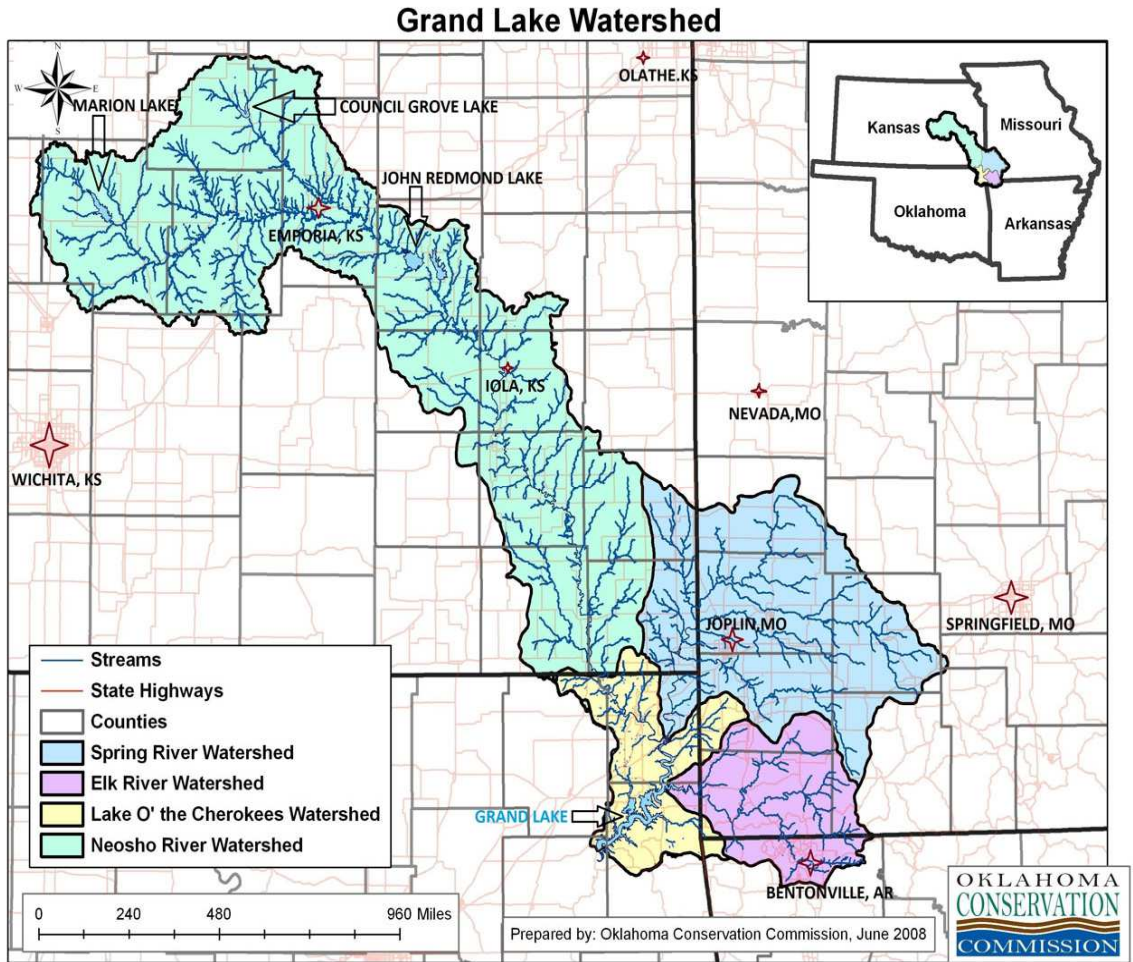 Grand Lake Watershed
N
W
E
S
OLATHE.KS
MARION LAKE
COUNCIL GROVE LAKE
JOHN REDMOND LAKE
EMPORIA, KS
IOLA, KS
NEVADA,MO
WICHITA, KS
JOPLIN,MO
SPRINGFIELD, MO
GRAND LAKE
BENTONVILLE, AR
Kansas
Missouri
Oklahoma
Arkansas
Streams
State Highways
Counties
Spring River Watershed
Elk River Watershed
Lake O' the Cherokees Watershed
Neosho River Watershed
0 240 480 960 Miles
Prepared by: Oklahoma Conservation Commission, June 2008
OKLAHOMA
CONSERVATION
COMMISSION